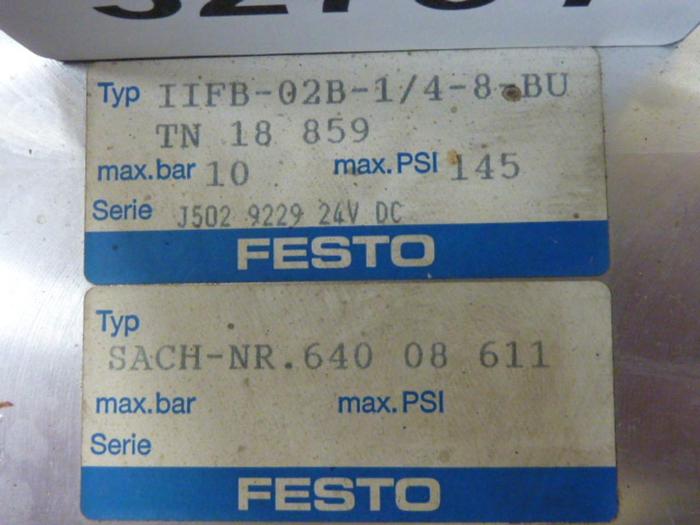 Typ IIFB-02B-1/4-8-BU
TN 18 859
max.bar 10 max.PSI 145
Serie J502 9229 24V DC
FESTO
Typ
SACH-NR.640 08 611
max.bar max.PSI
Serie
FESTO